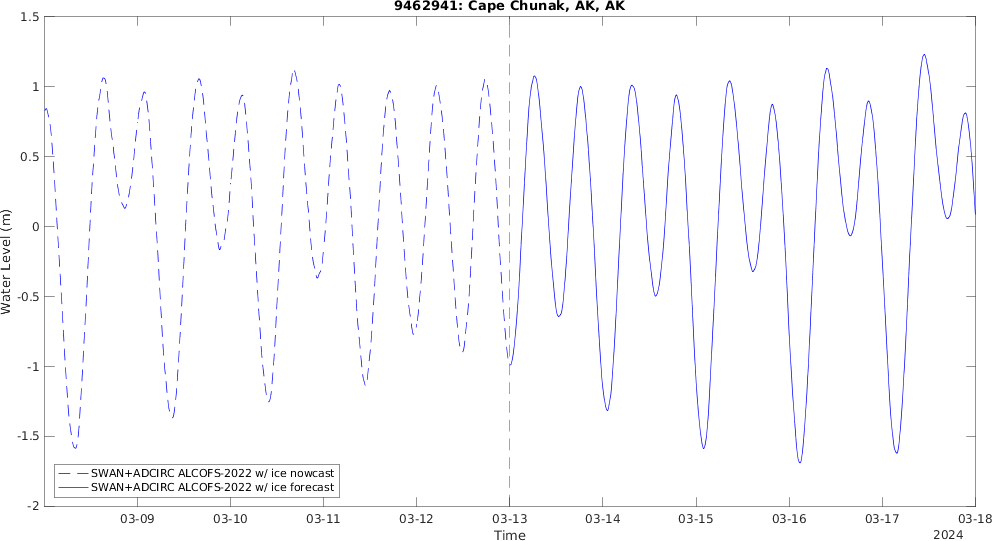 9462941: Cape Chunak, AK, AK
1.5
1
0.5
0
-0.5
-1
-1.5
-2
Water Level (m)
SWAN+ADCIRC ALCOFS-2022 w/ ice nowcast
SWAN+ADCIRC ALCOFS-2022 w/ ice forecast
03-09 03-10 03-11 03-12 03-13 03-14 03-15 03-16 03-17 03-18
Time
2024